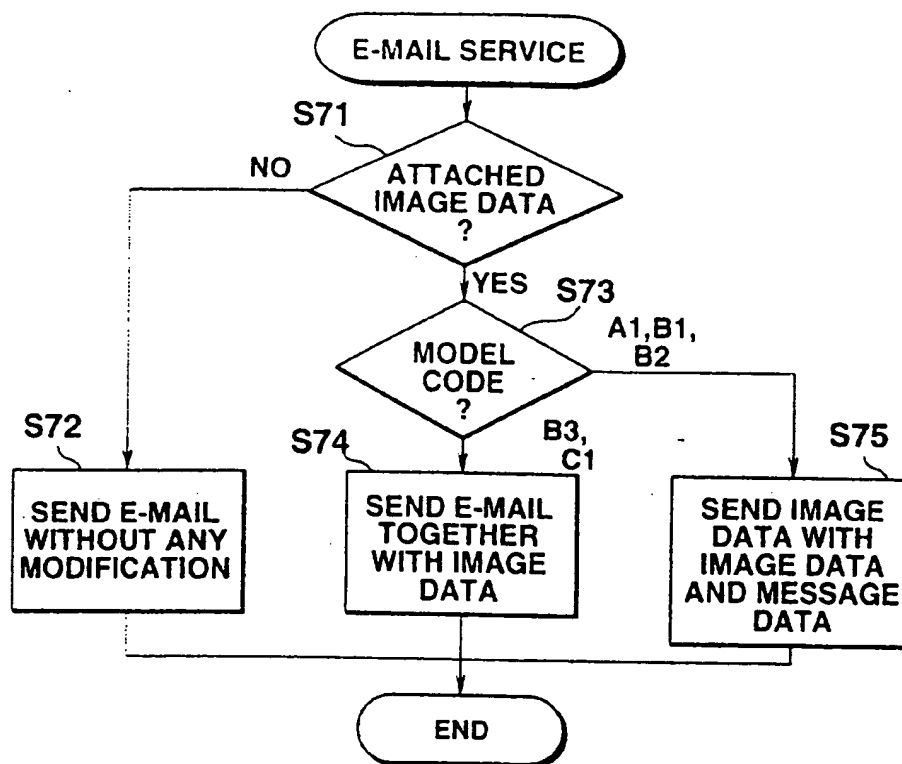 E-MAIL SERVICE
S71
NO
ATTACHED
IMAGE DATA
?
YES
S73
A1,B1,
B2
MODEL
CODE
?
S72
S74
B3,
C1
S75
SEND E-MAIL
WITHOUT ANY
MODIFICATION
SEND E-MAIL
TOGETHER
WITH IMAGE
DATA
SEND IMAGE
DATA WITH
IMAGE DATA
AND MESSAGE
DATA
END